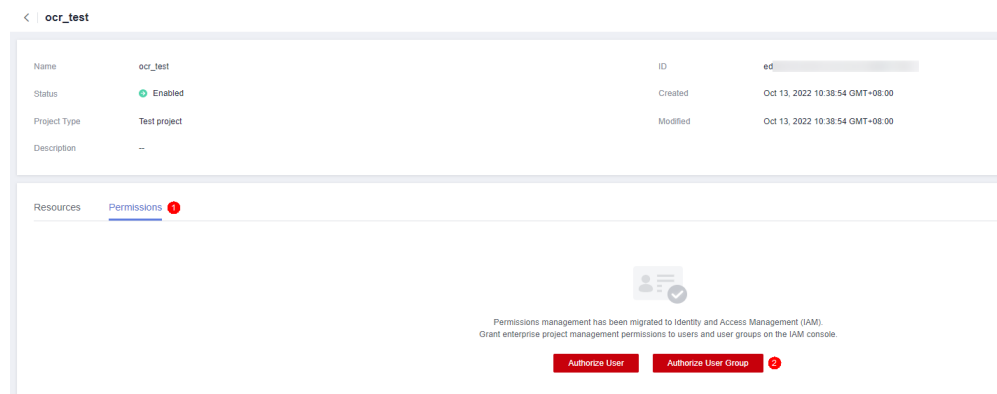 ocr_test
Name ocr_test ID ed
Status Enabled Created Oct 13, 2022 10:38:54 GMT+08:00
Project Type Test project Modified Oct 13, 2022 10:38:54 GMT+08:00
Description --
Resources Permissions 1
Permissions management has been migrated to Identity and Access Management (IAM).
Grant enterprise project management permissions to users and user groups on the IAM console.
Authorize User Authorize User Group 2